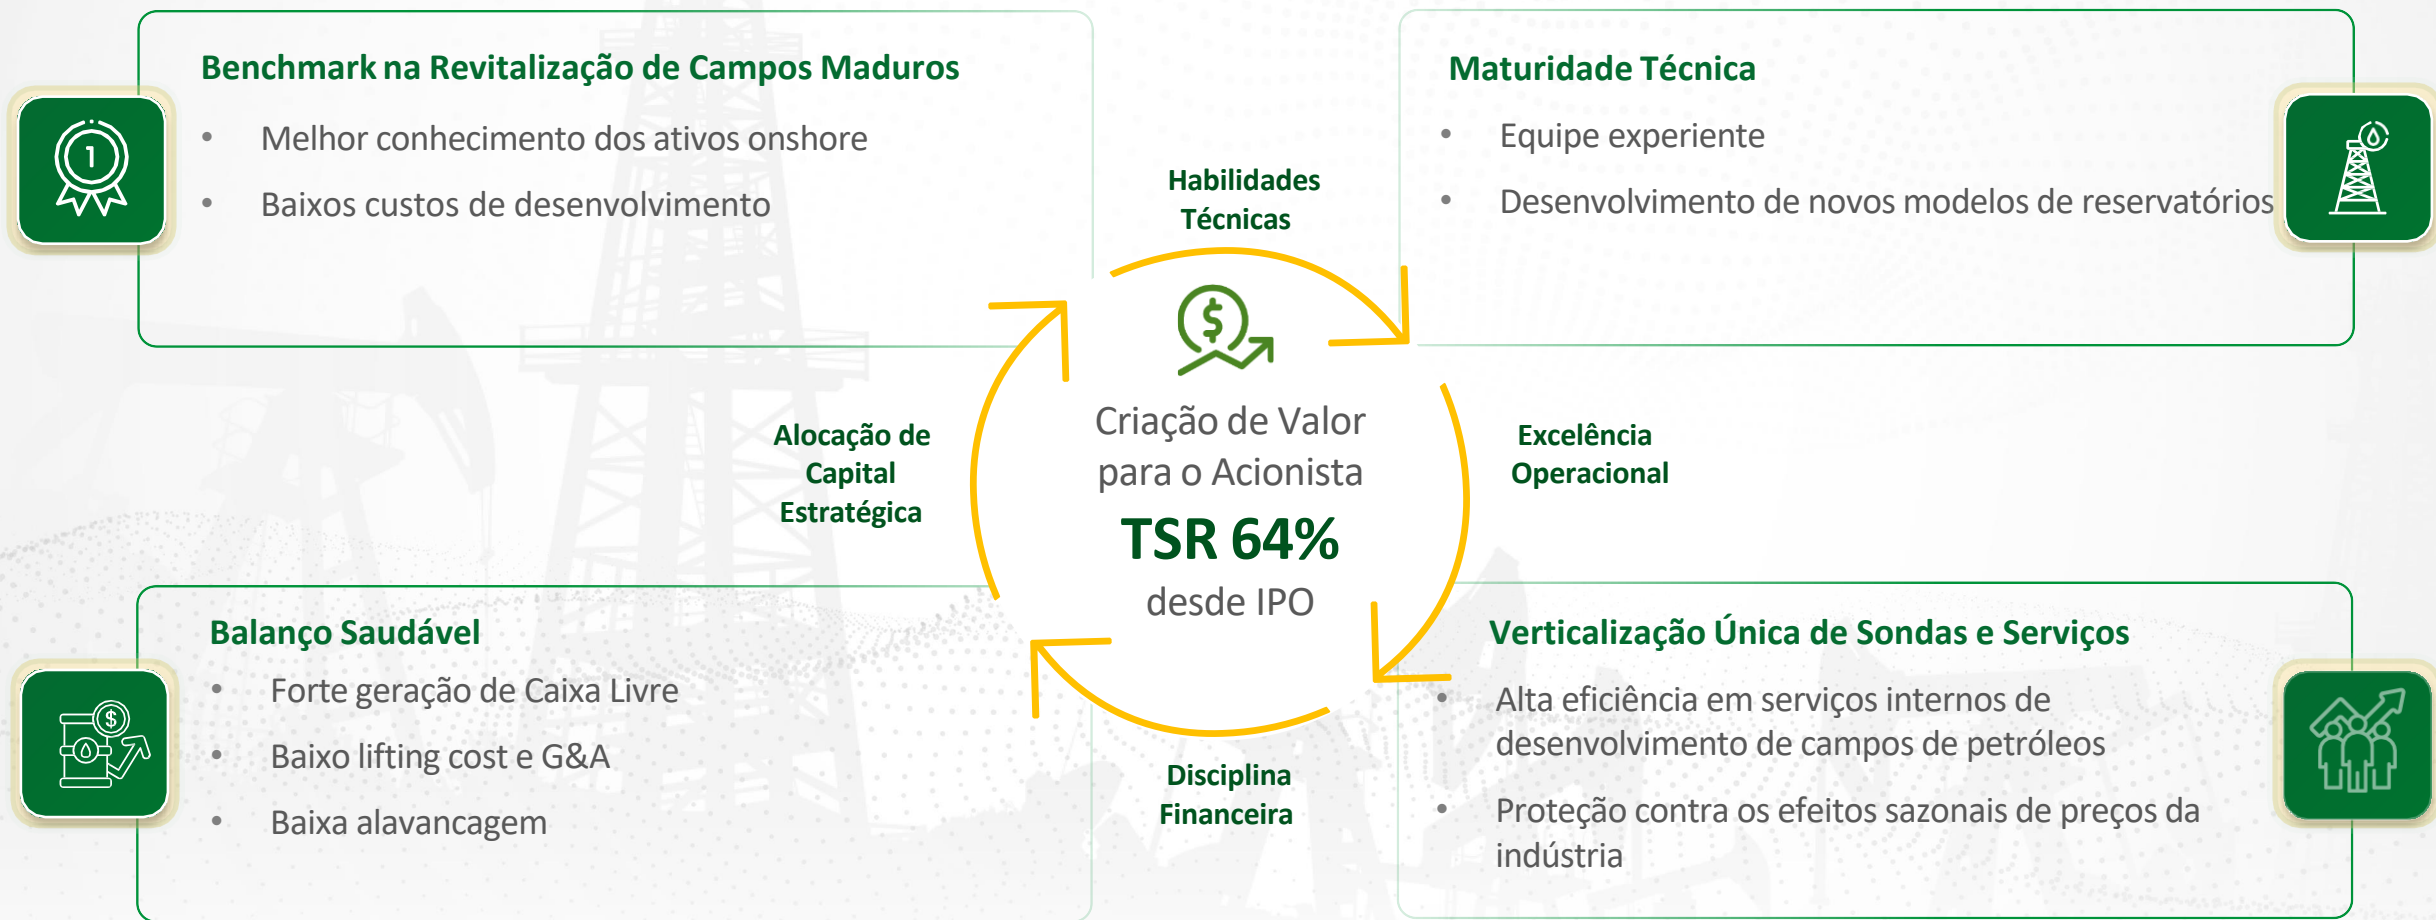 Benchmark na Revitalização de Campos Maduros
• Melhor conhecimento dos ativos onshore
• Baixos custos de desenvolvimento
1
Maturidade Técnica
• Equipe experiente
• Desenvolvimento de novos modelos de reservatórios
Habilidades
Técnicas
Alocação de
Capital
Estratégica
$
Criação de Valor
para o Acionista
TSR 64%
desde IPO
Excelência
Operacional
Balanço Saudável
• Forte geração de Caixa Livre
• Baixo lifting cost e G&A
• Baixa alavancagem
$
Disciplina
Financeira
Verticalização Única de Sondas e Serviços
• Alta eficiência em serviços internos de
desenvolvimento de campos de petróleos
• Proteção contra os efeitos sazonais de preços da
indústria